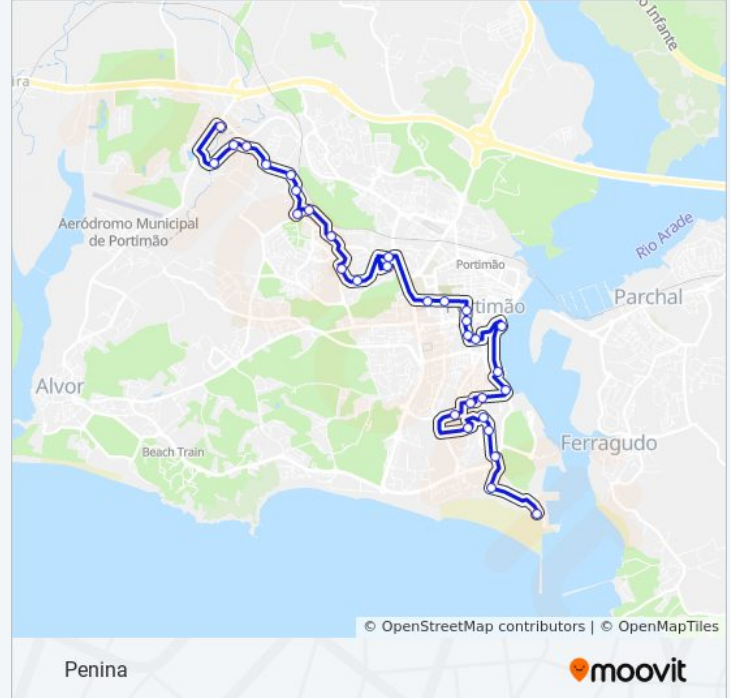 Infante
Aeródromo Municipal
de Portimão
Rio Arade
Portimão
Parchal
Portimão
Alvor
Beach Train
Ferragudo
© OpenStreetMap contributors | © OpenMapTiles
Penina
moovit